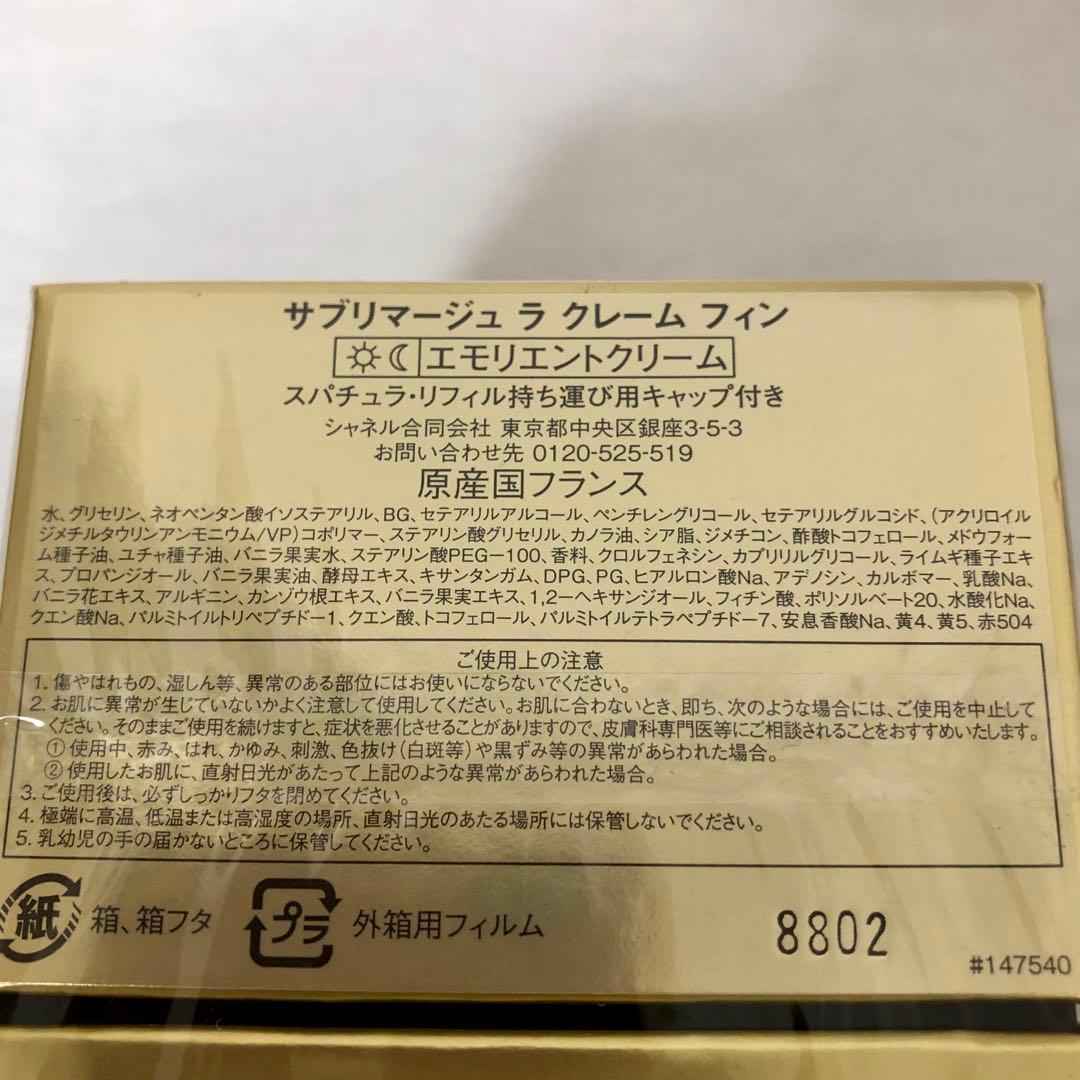 サブリマージュ ラ クレーム フィン
エモリエントクリーム
スパチュラ・リフィル持ち運び用キャップ付き
シャネル合同会社 東京都中央区銀座3-5-3
お問い合わせ先 0120-525-519
原産国フランス
水、グリセリン、ネオペンタン酸イソステアリル、BG、セテアリルアルコール、ペンチレングリコール、セテアリルグルコシド、(アクリロイル
ジメチルタウリンアンモニウム/VP)コポリマー、ステアリン酸グリセリル、カノラ油、シア脂、ジメチコン、酢酸トコフェロール、メドウフォー
ム種子油、ユチャ種子油、バニラ果実水、ステアリン酸PEG-100、香料、クロルフェネシン、カプリリルグリコール、ライムギ種子エキ
ス、プロパンジオール、バニラ果実油、酵母エキス、キサンタンガム、DPG、PG、ヒアルロン酸Na、アデノシン、カルボマー、乳酸Na、
バニラ花エキス、アルギニン、カンゾウ根エキス、バニラ果実エキス、1,2-ヘキサンジオール、フィチン酸、ポリソルベート20、水酸化Na、
クエン酸Na、パルミトイルトリペプチド-1、クエン酸、トコフェロール、パルミトイルテトラペプチド-7、安息香酸Na、黄4、黄5、赤504
ご使用上の注意
1. 傷やはれもの、湿しん等、異常のある部位にはお使いにならないでください。
2. お肌に異常が生じていないかよく注意して使用してください。お肌に合わないとき、即ち、次のような場合には、ご使用を中止して
ください。そのままご使用を続けますと、症状を悪化させることがありますので、皮膚科専門医等にご相談されることをおすすめいたします。
① 使用中、赤み、はれ、かゆみ、刺激、色抜け(白斑等)や黒ずみ等の異常があらわれた場合。
② 使用したお肌に、直射日光があたって上記のような異常があらわれた場合。
3. ご使用後は、必ずしっかりフタを閉めてください。
4. 極端に高温、低温または高湿度の場所、直射日光のあたる場所には保管しないでください。
5. 乳幼児の手の届かないところに保管してください。
紙 箱、箱フタ プラ 外箱用フィルム 8802
#147540